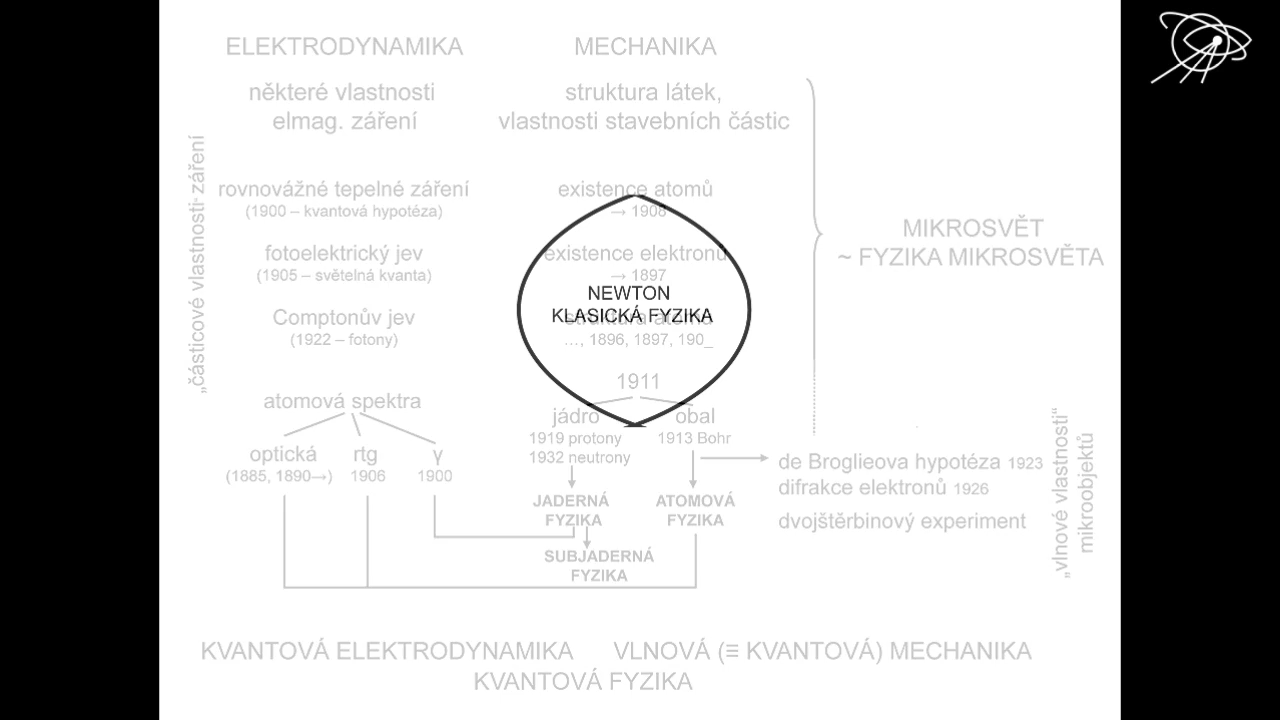 ELEKTRODYNAMIKA
MECHANIKA
některé vlastnosti
elmag. záření
struktura látek,
vlastnosti stavebních částic
„částicové vlastnosti“ záření
rovnovážné tepelné záření
(1900 – kvantová hypotéza)
existence atomů
→ 1908
fotoelektrický jev
(1905 – světelná kvanta)
existence elektronů
→ 1897
MIKROSVĚT
~ FYZIKA MIKROSVĚTA
NEWTON
KLASICKÁ FYZIKA
Comptonův jev
(1922 – fotony)
struktura atomů
…, 1896, 1897, 190_
1911
atomová spektra
optická
(1885, 1890→)
rtg
1906
γ
1900
jádro
1919 protony
1932 neutrony
obal
1913 Bohr
JADERNÁ
FYZIKA
ATOMOVÁ
FYZIKA
SUBJADERNÁ
FYZIKA
de Broglieova hypotéza 1923
difrakce elektronů 1926
dvojštěrbinový experiment
„vlnové vlastnosti“
mikroobjektů
KVANTOVÁ ELEKTRODYNAMIKA
VLNOVÁ (≡ KVANTOVÁ) MECHANIKA
KVANTOVÁ FYZIKA